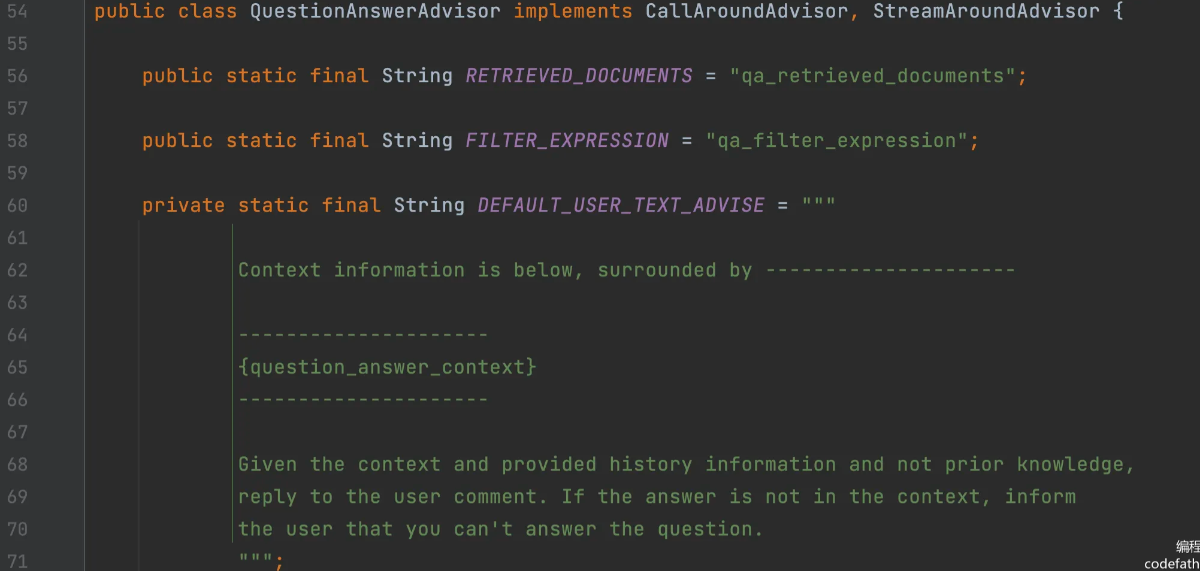 54 public class QuestionAnswerAdvisor implements CallAroundAdvisor, StreamAroundAdvisor {
55
56 public static final String RETRIEVED_DOCUMENTS = "qa_retrieved_documents";
57
58 public static final String FILTER_EXPRESSION = "qa_filter_expression";
59
60 private static final String DEFAULT_USER_TEXT_ADVISE = """
61
62 Context information is below, surrounded by ---------------------
63
64 ---------------------
65 {question_answer_context}
66 ---------------------
67
68 Given the context and provided history information and not prior knowledge,
69 reply to the user comment. If the answer is not in the context, inform
70 the user that you can't answer the question.
71 """;
编程
codefath